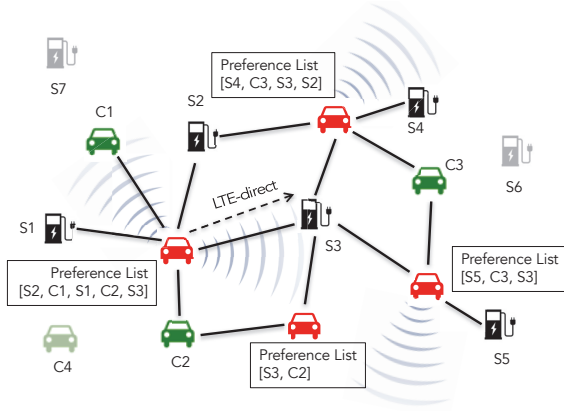 Preference List
[S4, C3, S3, S2]
S7
C1
S2
S4
C3
S6
LTE-direct
S1
S3
Preference List
[S2, C1, S1, C2, S3]
Preference List
[S5, C3, S3]
C4
C2
Preference List
[S3, C2]
S5